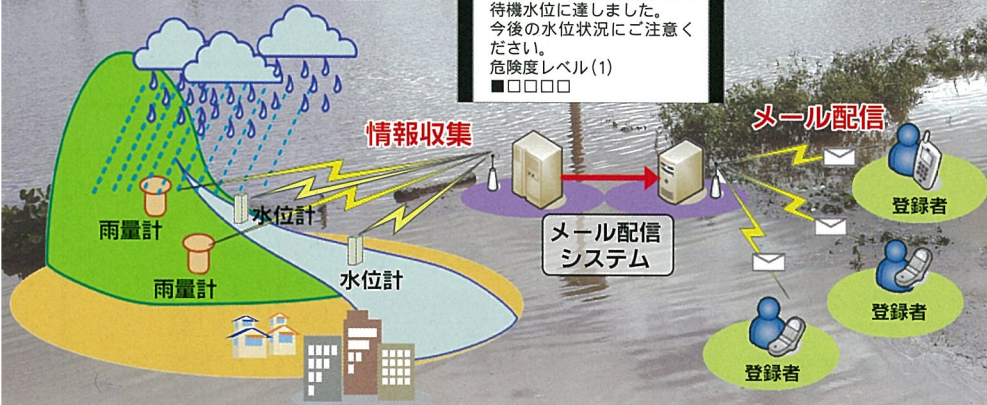 待機水位に達しました。
今後の水位状況にご注意く
ださい。
危険度レベル(1)
■□□□□
情報収集
メール配信
雨量計
水位計
雨量計
水位計
メール配信
システム
登録者
登録者
登録者